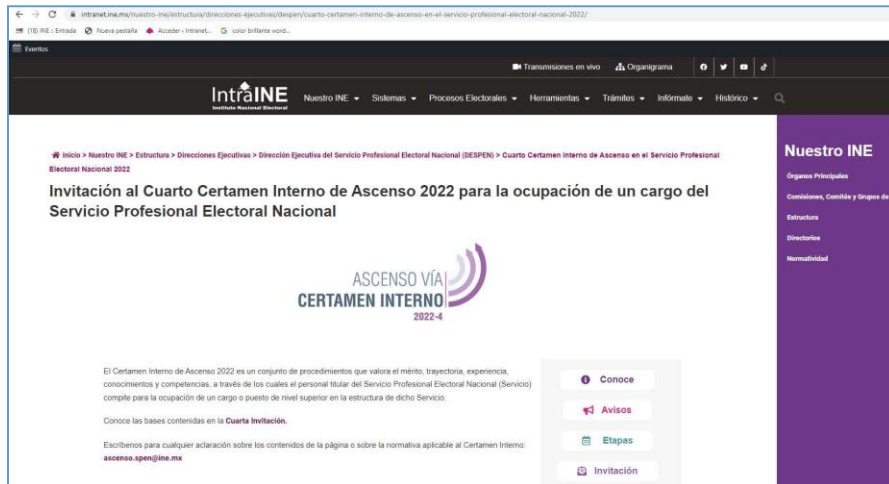 intranet.ine.mx/nuestro-ine/estructura/direcciones-ejecutivas/despen/cuarto-certamen-interno-de-ascenso-en-el-servicio-profesional-electoral-nacional-2022/
(18) INE : Entrada Nueva pestaña Acceder ‹ Intranet... color brillante word...
Eventos
Transmisiones en vivo Organigrama
IntraINE
Instituto Nacional Electoral
Nuestro INE Sistemas Procesos Electorales Herramientas Trámites Infórmate Histórico
Inicio > Nuestro INE > Estructura > Direcciones Ejecutivas > Dirección Ejecutiva del Servicio Profesional Electoral Nacional (DESPEN) > Cuarto Certamen Interno de Ascenso en el Servicio Profesional
Electoral Nacional 2022
Invitación al Cuarto Certamen Interno de Ascenso 2022 para la ocupación de un cargo del
Servicio Profesional Electoral Nacional
ASCENSO VÍA
CERTAMEN INTERNO
2022-4
El Certamen Interno de Ascenso 2022 es un conjunto de procedimientos que valora el mérito, trayectoria, experiencia,
conocimientos y competencias, a través de los cuales el personal titular del Servicio Profesional Electoral Nacional (Servicio)
compite para la ocupación de un cargo o puesto de nivel superior en la estructura de dicho Servicio.
Conoce las bases contenidas en la Cuarta Invitación.
Escríbenos para cualquier aclaración sobre los contenidos de la página o sobre la normativa aplicable al Certamen Interno:
ascenso.spen@ine.mx
Conoce
Avisos
Etapas
Invitación
Nuestro INE
Órganos Principales
Comisiones, Comités y Grupos de
Estructura
Directorios
Normatividad